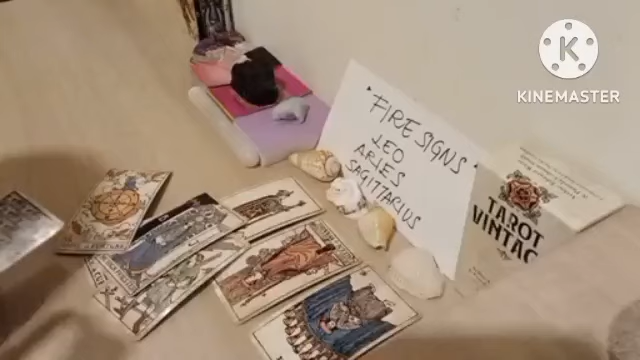 K
KINEMASTER
FIRE SIGNS
LEO
ARIES
SAGITTARIUS
TAROT
VINTAG